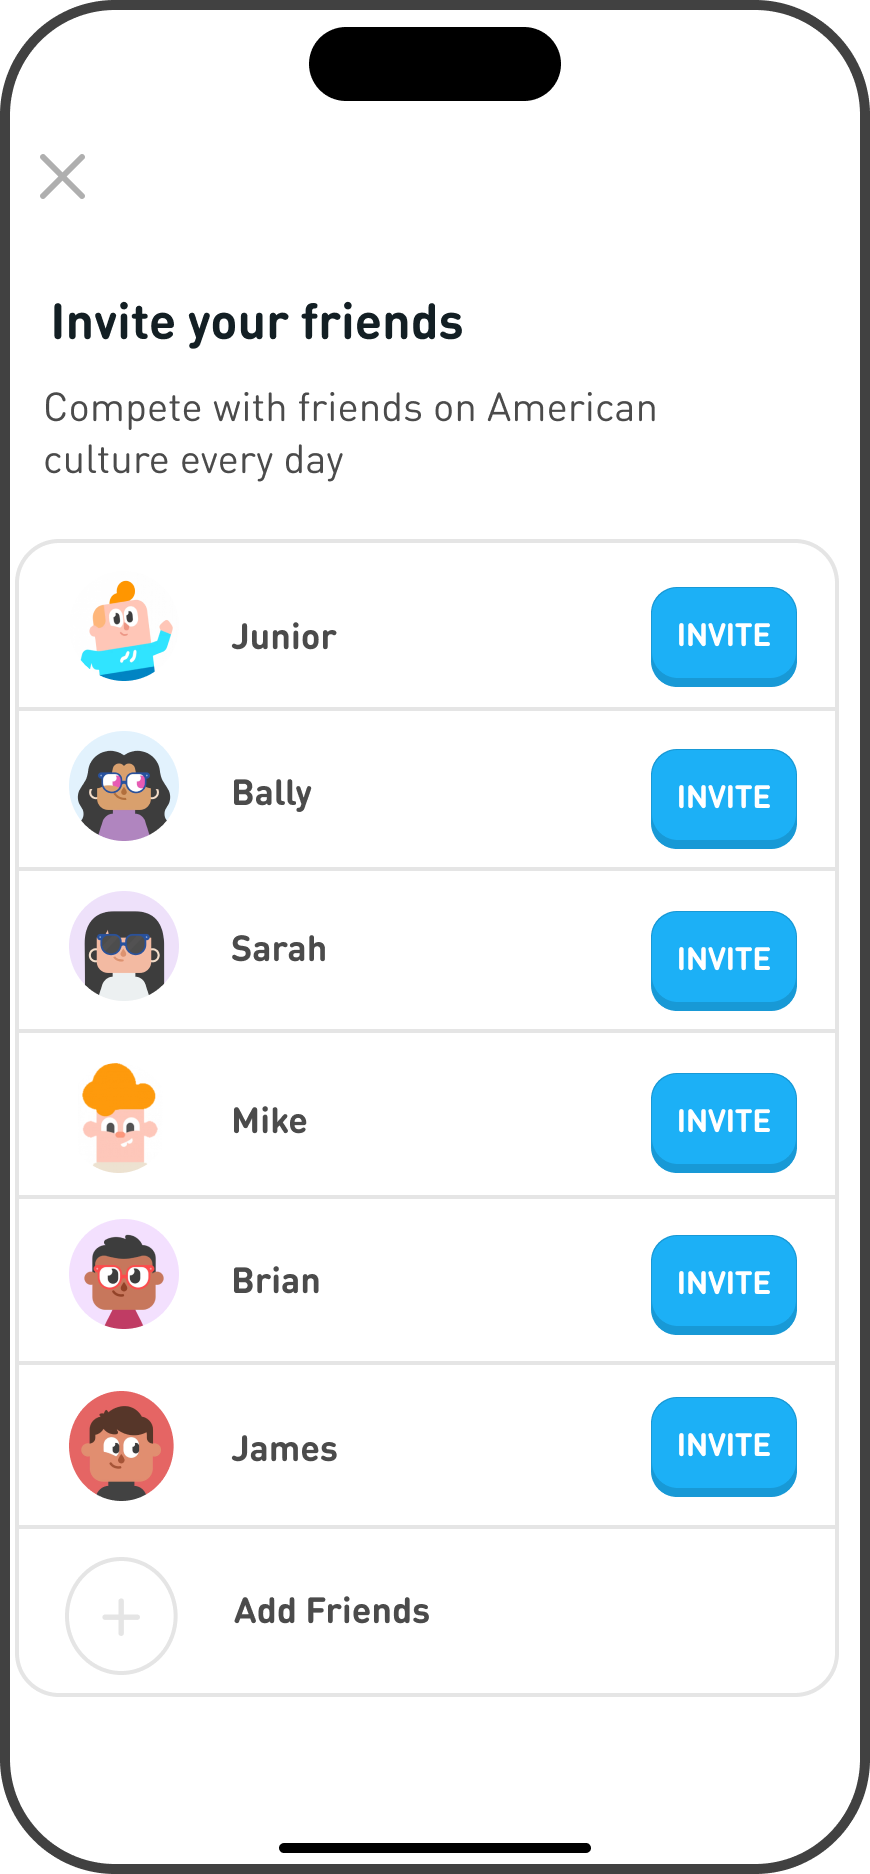 Invite your friends
Compete with friends on American
culture every day
Junior
INVITE
Bally
INVITE
Sarah
INVITE
Mike
INVITE
Brian
INVITE
James
INVITE
Add Friends